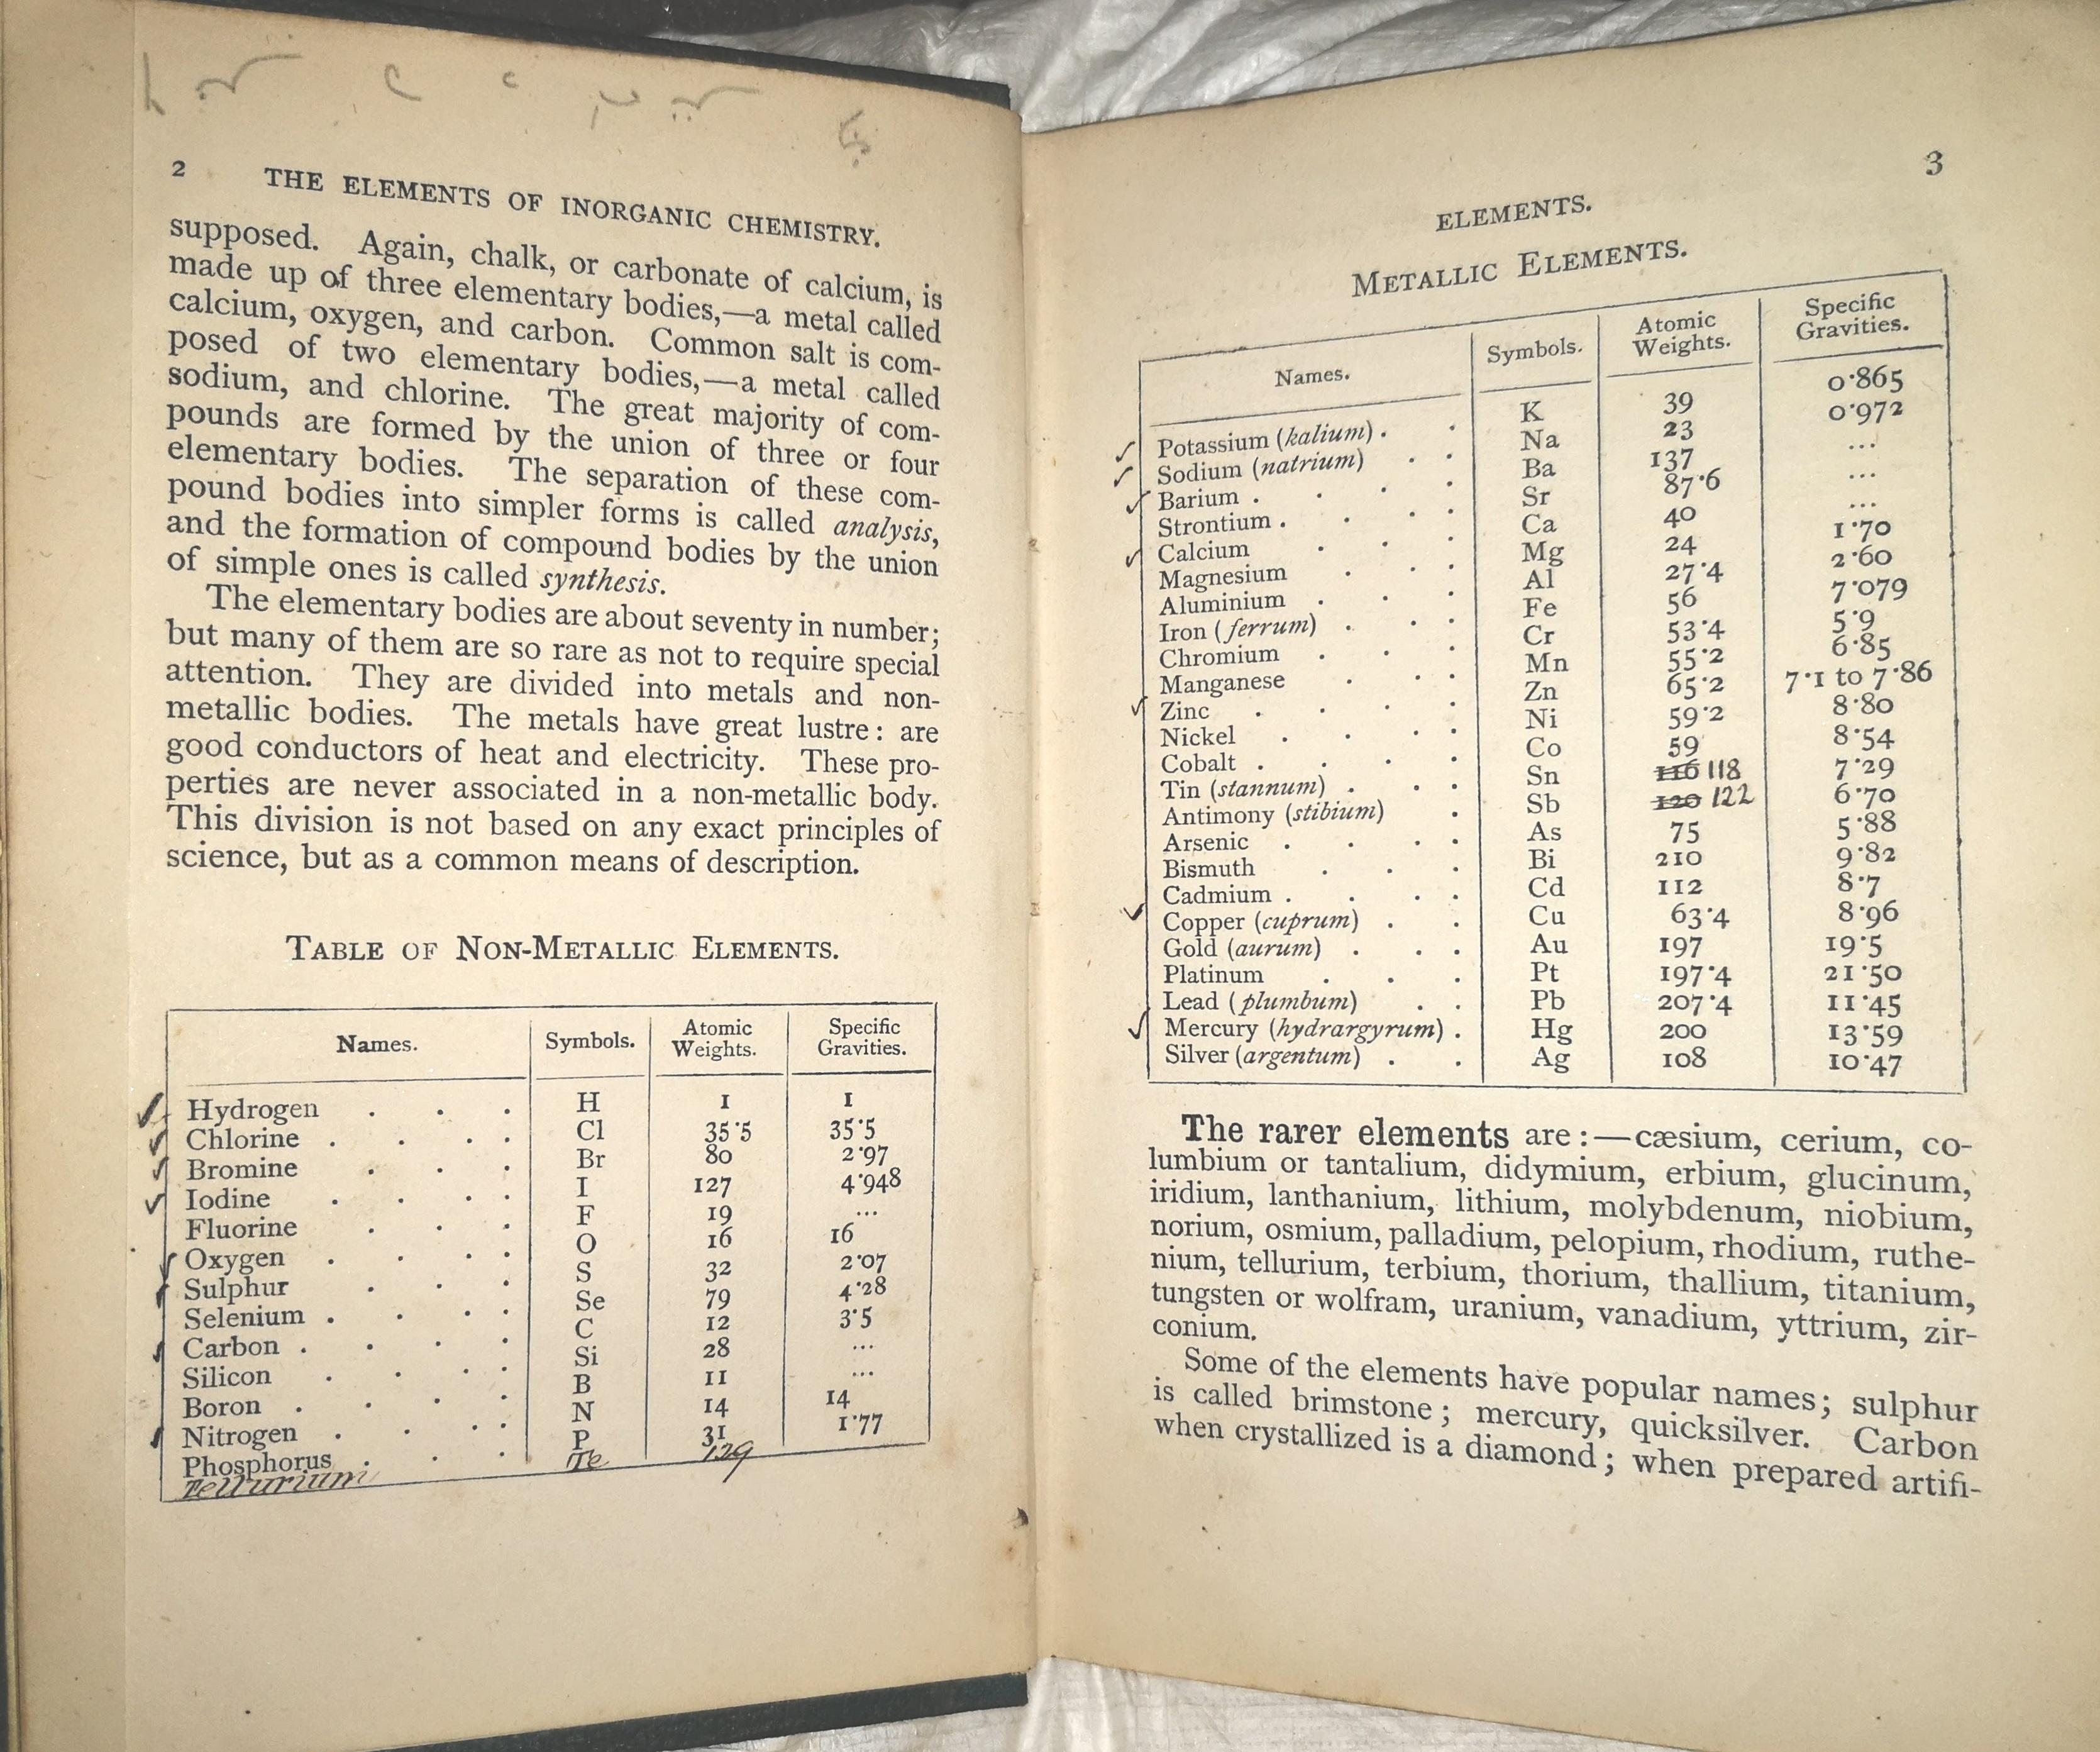 2 THE ELEMENTS OF INORGANIC CHEMISTRY.
supposed. Again, chalk, or carbonate of calcium, is
made up of three elementary bodies,—a metal called
calcium, oxygen, and carbon. Common salt is com-
posed of two elementary bodies,—a metal called
sodium, and chlorine. The great majority of com-
pounds are formed by the union of three or four
elementary bodies. The separation of these com-
pound bodies into simpler forms is called analysis,
and the formation of compound bodies by the union
of simple ones is called synthesis.
The elementary bodies are about seventy in number;
but many of them are so rare as not to require special
attention. They are divided into metals and non-
metallic bodies. The metals have great lustre: are
good conductors of heat and electricity. These pro-
perties are never associated in a non-metallic body.
This division is not based on any exact principles of
science, but as a common means of description.
TABLE OF NON-METALLIC ELEMENTS.
Names. Symbols. Atomic Weights. Specific Gravities.
Hydrogen H 1 1
Chlorine Cl 35·5 35·5
Bromine Br 80 2·97
Iodine I 127 4·948
Fluorine F 19 ...
Oxygen O 16 16
Sulphur S 32 2·07
Selenium Se 79 4·28
Carbon C 12 3·5
Silicon Si 28 ...
Boron B 11 ...
Nitrogen N 14 14
Phosphorus P 31 1·77
Tellurium Te 129
3
ELEMENTS.
METALLIC ELEMENTS.
Names. Symbols. Atomic Weights. Specific Gravities.
Potassium (kalium) K 39 0·865
Sodium (natrium) Na 23 0·972
Barium Ba 137 ...
Strontium Sr 87·6 ...
Calcium Ca 40 ...
Magnesium Mg 24 1·70
Aluminium Al 27·4 2·60
Iron (ferrum) Fe 56 7·079
Chromium Cr 53·4 5·9
Manganese Mn 55·2 6·85
Zinc Zn 65·2 7·1 to 7·86
Nickel Ni 59·2 8·80
Cobalt Co 59 8·54
Tin (stannum) Sn 116 118 7·29
Antimony (stibium) Sb 120 122 6·70
Arsenic As 75 5·88
Bismuth Bi 210 9·82
Cadmium Cd 112 8·7
Copper (cuprum) Cu 63·4 8·96
Gold (aurum) Au 197 19·5
Platinum Pt 197·4 21·50
Lead (plumbum) Pb 207·4 11·45
Mercury (hydrargyrum) Hg 200 13·59
Silver (argentum) Ag 108 10·47
The rarer elements are:—cæsium, cerium, co-
lumbium or tantalium, didymium, erbium, glucinum,
iridium, lanthanium, lithium, molybdenum, niobium,
norium, osmium, palladium, pelopium, rhodium, ruthe-
nium, tellurium, terbium, thorium, thallium, titanium,
tungsten or wolfram, uranium, vanadium, yttrium, zir-
conium.
Some of the elements have popular names; sulphur
is called brimstone; mercury, quicksilver. Carbon
when crystallized is a diamond; when prepared artifi-